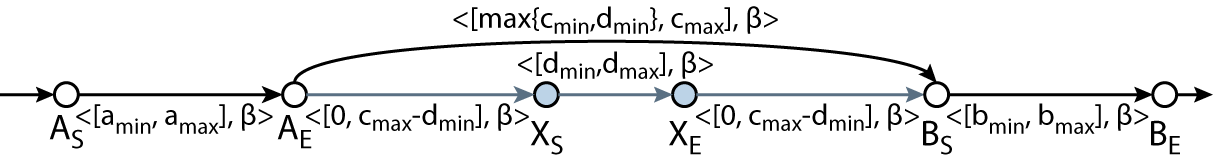 <[max{cmin,dmin}, cmax], β>
<[dmin,dmax], β>
<[amin, amax], β> <[0, cmax-dmin], β> <[0, cmax-dmin], β> <[bmin, bmax], β>
AS AE XS XE BS BE